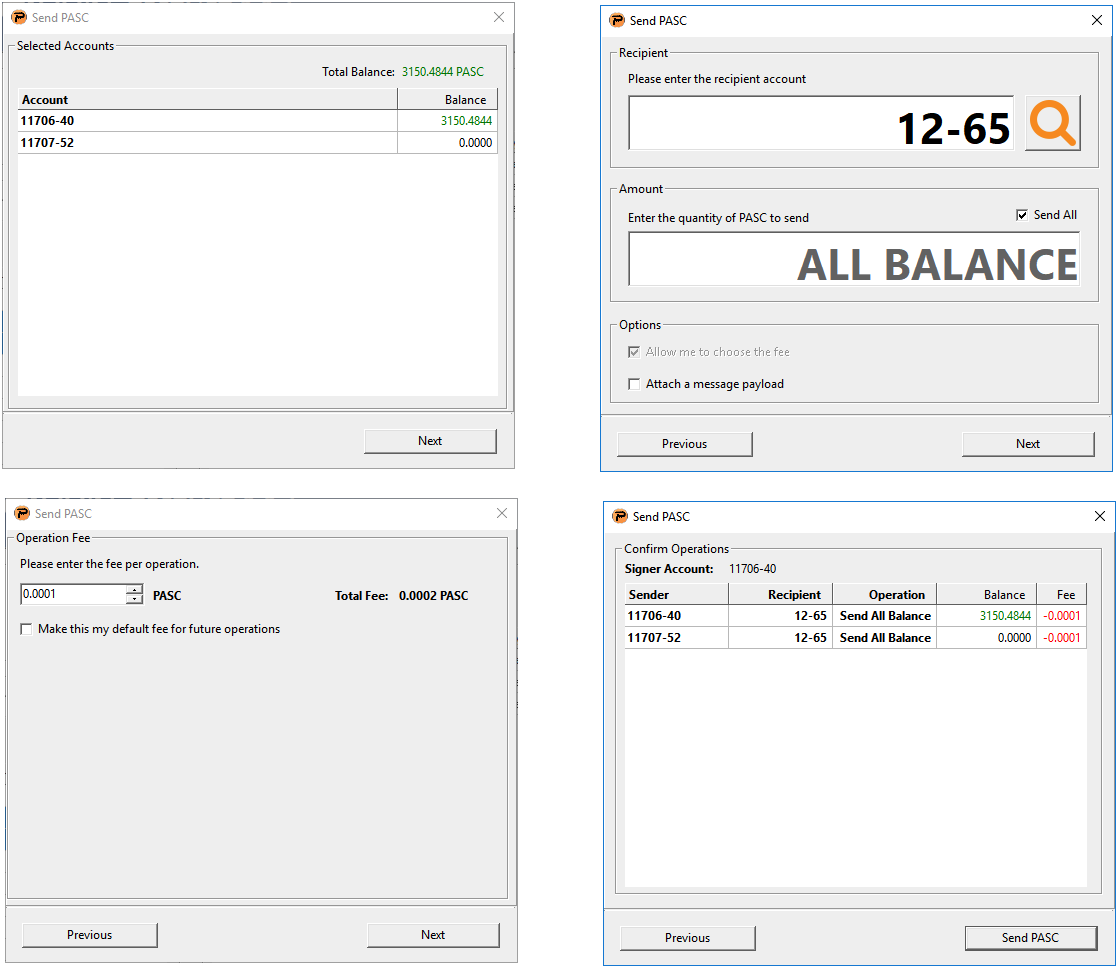 Send PASC
Selected Accounts
Total Balance: 3150.4844 PASC
Account Balance
11706-40 3150.4844
11707-52 0.0000
Next
Send PASC
Recipient
Please enter the recipient account
12-65
Amount
Enter the quantity of PASC to send Send All
ALL BALANCE
Options
Allow me to choose the fee
Attach a message payload
Previous Next
Send PASC
Operation Fee
Please enter the fee per operation.
0.0001 PASC Total Fee: 0.0002 PASC
Make this my default fee for future operations
Previous Next
Send PASC
Confirm Operations
Signer Account: 11706-40
Sender Recipient Operation Balance Fee
11706-40 12-65 Send All Balance 3150.4844 -0.0001
11707-52 12-65 Send All Balance 0.0000 -0.0001
Previous Send PASC